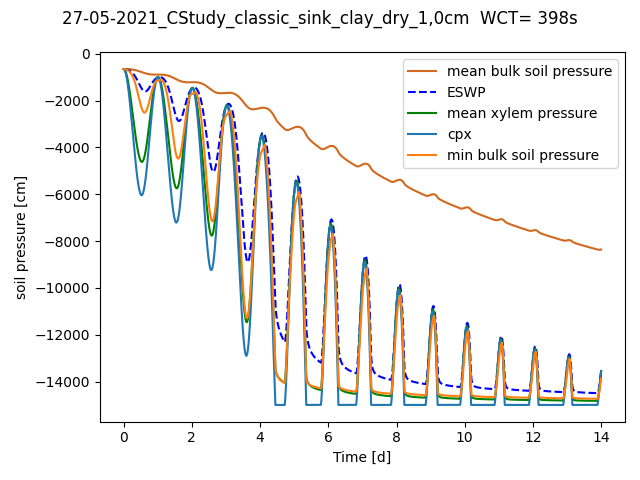 27-05-2021_CStudy_classic_sink_clay_dry_1,0cm  WCT= 398s
mean bulk soil pressure
ESWP
mean xylem pressure
cpx
min bulk soil pressure
soil pressure [cm]
0
−2000
−4000
−6000
−8000
−10000
−12000
−14000
0 2 4 6 8 10 12 14
Time [d]